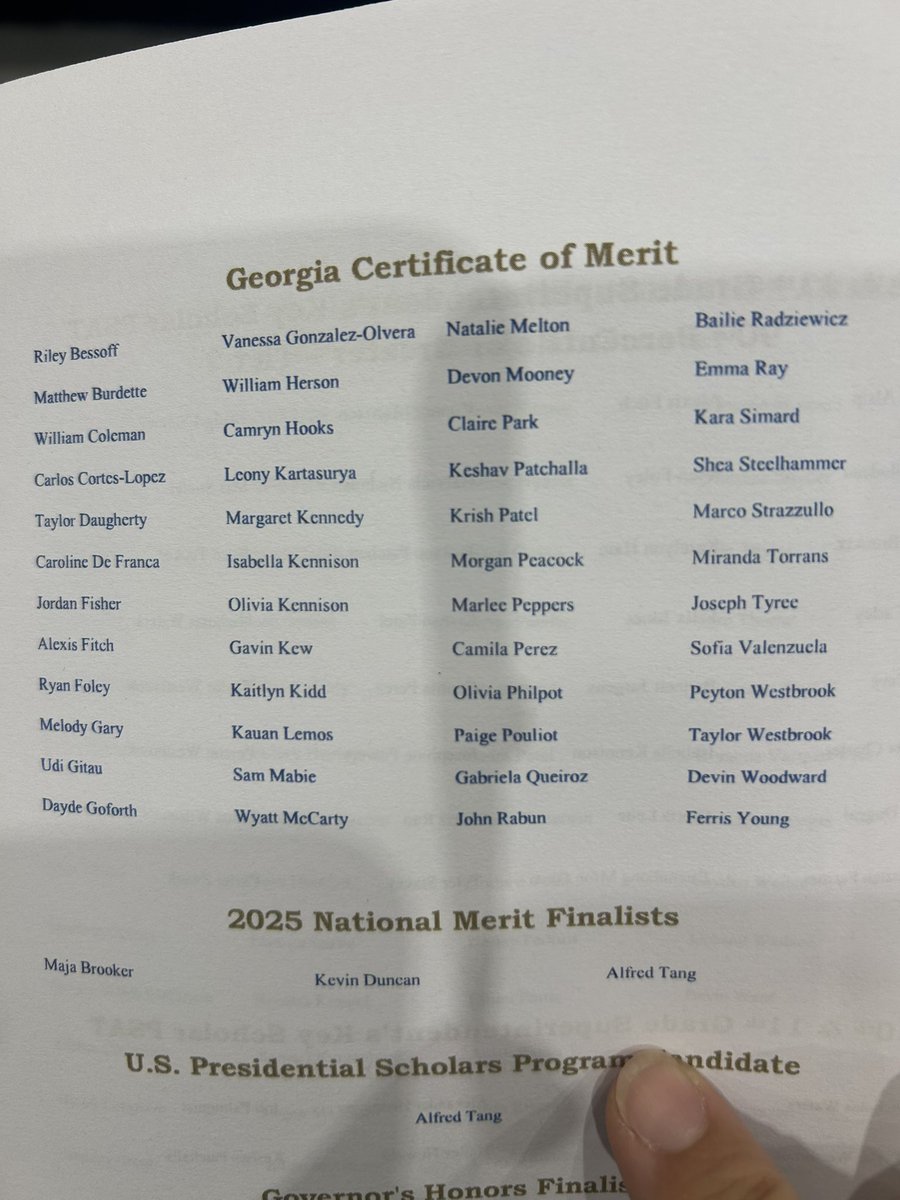 Georgia Certificate of Merit
Riley Bessoff Vanessa Gonzalez-Olvera Natalie Melton Bailie Radziewicz
Matthew Burdette William Herson Devon Mooney Emma Ray
William Coleman Camryn Hooks Claire Park Kara Simard
Carlos Cortes-Lopez Leony Kartasurya Keshav Patchalla Shea Steelhammer
Taylor Daugherty Margaret Kennedy Krish Patel Marco Strazzullo
Caroline De Franca Isabella Kennison Morgan Peacock Miranda Torrans
Jordan Fisher Olivia Kennison Marlee Peppers Joseph Tyree
Alexis Fitch Gavin Kew Camila Perez Sofia Valenzuela
Ryan Foley Kaitlyn Kidd Olivia Philpot Peyton Westbrook
Melody Gary Kauan Lemos Paige Pouliot Taylor Westbrook
Udi Gitau Sam Mabie Gabriela Queiroz Devin Woodward
Dayde Goforth Wyatt McCarty John Rabun Ferris Young
2025 National Merit Finalists
Maja Brooker Kevin Duncan Alfred Tang
U.S. Presidential Scholars Program Candidate
Alfred Tang
Governor's Honors